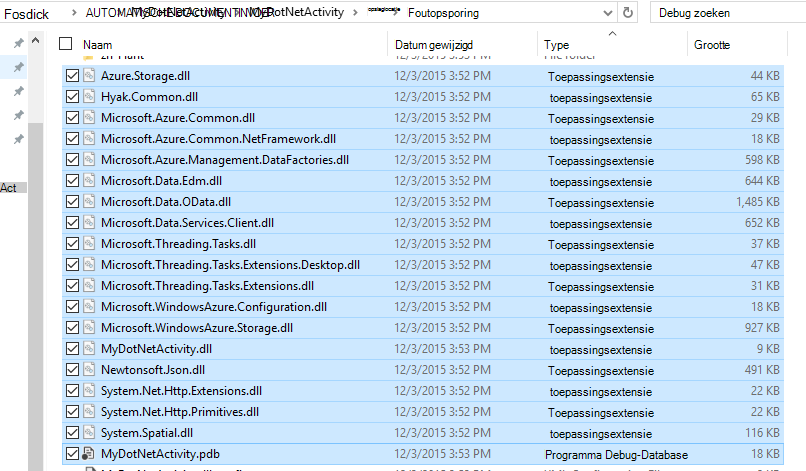 Fosdick > MyDotNetActivity > MyDotNetActivity > > Foutopsporing Debug zoeken
Naam Datum gewijzigd Type Grootte
Azure.Storage.dll 12/3/2015 3:52 PM Toepassingsextensie 44 KB
Hyak.Common.dll 12/3/2015 3:52 PM toepassingsextensie 65 KB
Microsoft.Azure.Common.dll 12/3/2015 3:52 PM Toepassingsextensie 29 KB
Microsoft.Azure.Common.NetFramework.dll 12/3/2015 3:52 PM toepassingsextensie 18 KB
Microsoft.Azure.Management.DataFactories.dll 12/3/2015 3:52 PM Toepassingsextensie 598 KB
Microsoft.Data.Edm.dll 12/3/2015 3:52 PM toepassingsextensie 644 KB
Microsoft.Data.OData.dll 12/3/2015 3:52 PM Toepassingsextensie 1,485 KB
Microsoft.Data.Services.Client.dll 12/3/2015 3:52 PM toepassingsextensie 652 KB
Microsoft.Threading.Tasks.dll 12/3/2015 3:52 PM Toepassingsextensie 37 KB
Microsoft.Threading.Tasks.Extensions.Desktop.dll 12/3/2015 3:52 PM toepassingsextensie 47 KB
Act
Microsoft.Threading.Tasks.Extensions.dll 12/3/2015 3:52 PM Toepassingsextensie 31 KB
Microsoft.WindowsAzure.Configuration.dll 12/3/2015 3:52 PM toepassingsextensie 18 KB
Microsoft.WindowsAzure.Storage.dll 12/3/2015 3:52 PM Toepassingsextensie 927 KB
MyDotNetActivity.dll 12/3/2015 3:53 PM toepassingsextensie 9 KB
Newtonsoft.Json.dll 12/3/2015 3:52 PM Toepassingsextensie 491 KB
System.Net.Http.Extensions.dll 12/3/2015 3:52 PM toepassingsextensie 22 KB
System.Net.Http.Primitives.dll 12/3/2015 3:52 PM Toepassingsextensie 22 KB
System.Spatial.dll 12/3/2015 3:52 PM toepassingsextensie 116 KB
MyDotNetActivity.pdb 12/3/2015 3:53 PM Programma Debug-Database 18 KB